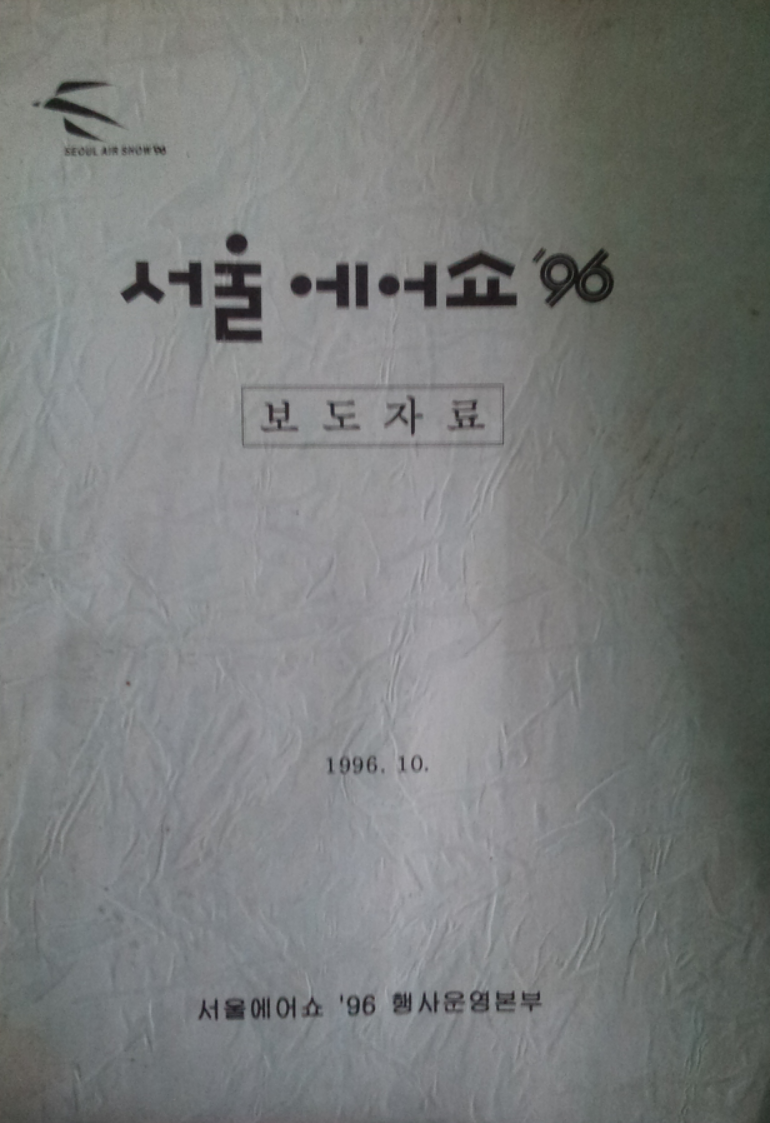 SEOUL AIR SHOW '96
서울 에어쇼 '96
보도자료
1996. 10.
서울에어쇼 '96 행사운영본부